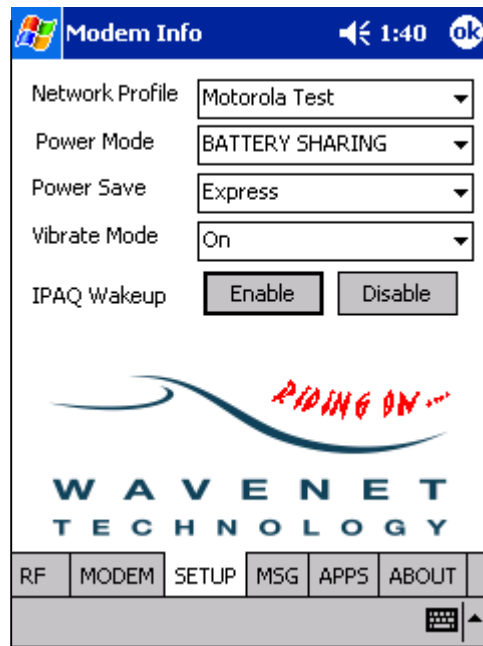 Modem Info 1:40 ok
Network Profile Motorola Test
Power Mode BATTERY SHARING
Power Save Express
Vibrate Mode On
IPAQ Wakeup Enable Disable
RIDING ON...
WAVENET
TECHNOLOGY
RF MODEM SETUP MSG APPS ABOUT